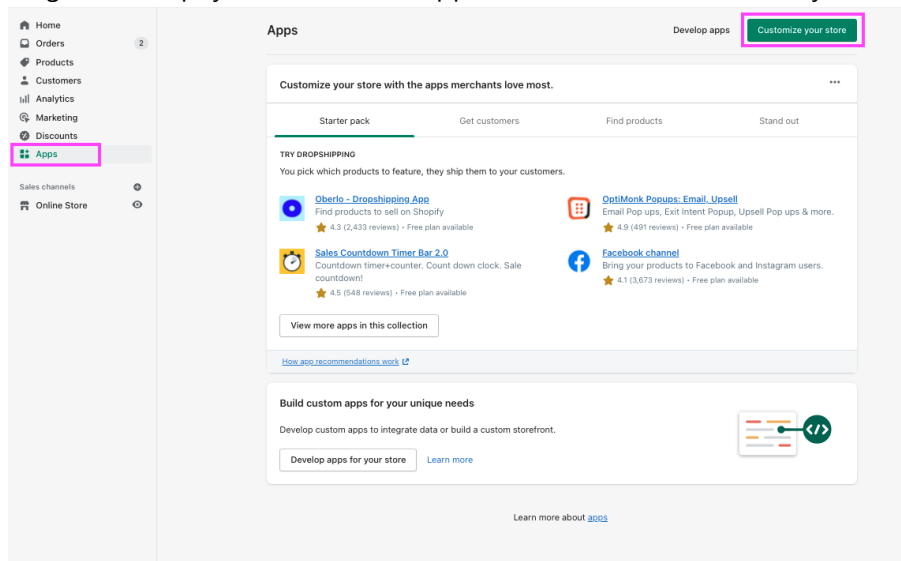 Home
Orders 2
Products
Customers
Analytics
Marketing
Discounts
Apps
Sales channels
Online Store
Apps
Develop apps
Customize your store
Customize your store with the apps merchants love most.
Starter pack
Get customers
Find products
Stand out
TRY DROPSHIPPING
You pick which products to feature, they ship them to your customers.
Oberlo - Dropshipping App
Find products to sell on Shopify
4.3 (2,433 reviews) • Free plan available
OptiMonk Popups: Email, Upsell
Email Pop ups, Exit Intent Popup, Upsell Pop ups & more.
4.9 (491 reviews) • Free plan available
Sales Countdown Timer Bar 2.0
Countdown timer+counter. Count down clock. Sale
countdown!
4.5 (548 reviews) • Free plan available
Facebook channel
Bring your products to Facebook and Instagram users.
4.1 (3,673 reviews) • Free plan available
View more apps in this collection
How app recommendations work
Build custom apps for your unique needs
Develop custom apps to integrate data or build a custom storefront.
Develop apps for your store
Learn more
Learn more about apps